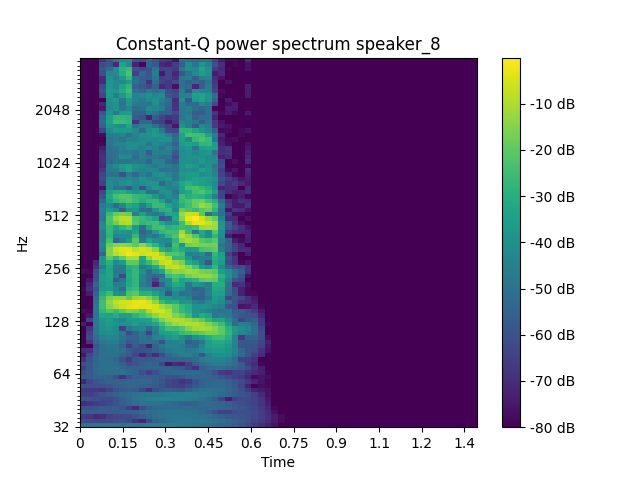 Constant-Q power spectrum speaker_8
Hz
2048
1024
512
256
128
64
32
0 0.15 0.3 0.45 0.6 0.75 0.9 1.1 1.2 1.4
Time
-10 dB
-20 dB
-30 dB
-40 dB
-50 dB
-60 dB
-70 dB
-80 dB